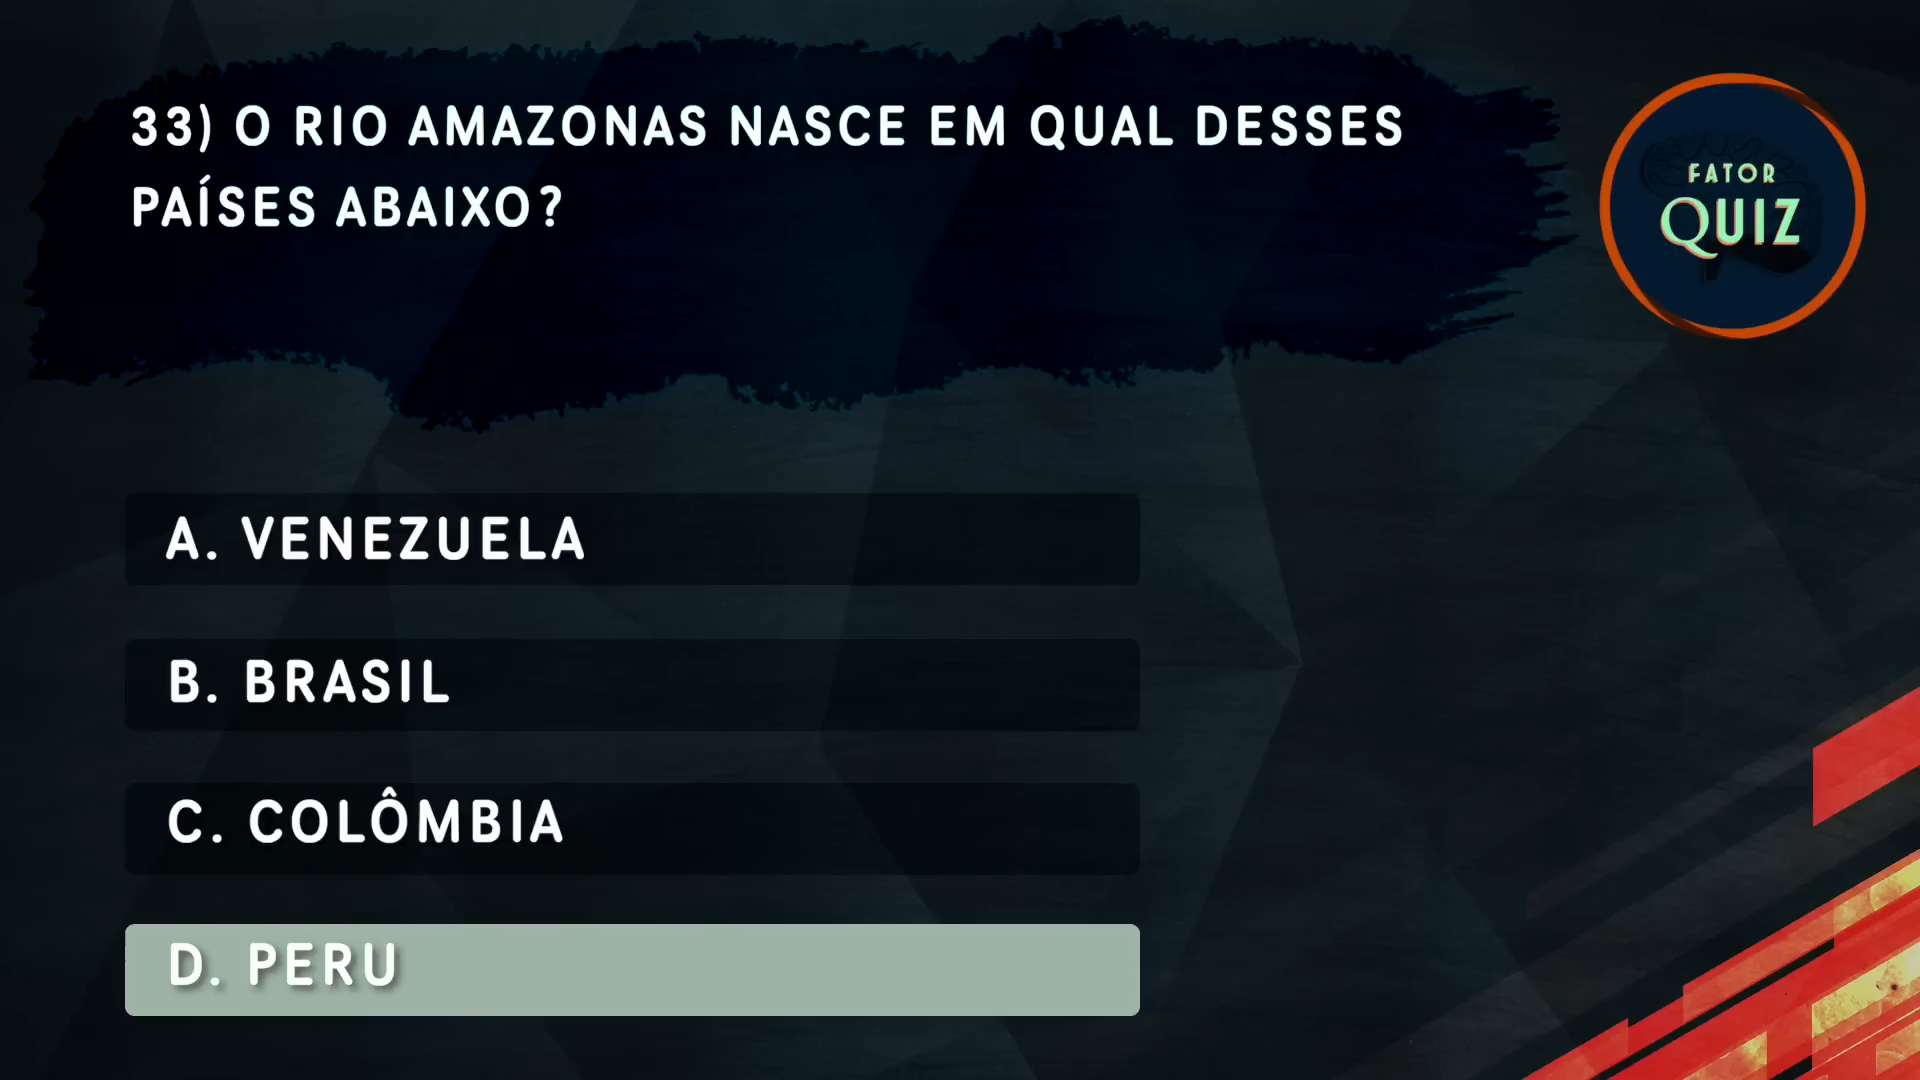 33) O RIO AMAZONAS NASCE EM QUAL DESSES
PAÍSES ABAIXO?
FATOR
QUIZ
A. VENEZUELA
B. BRASIL
C. COLÔMBIA
D. PERU